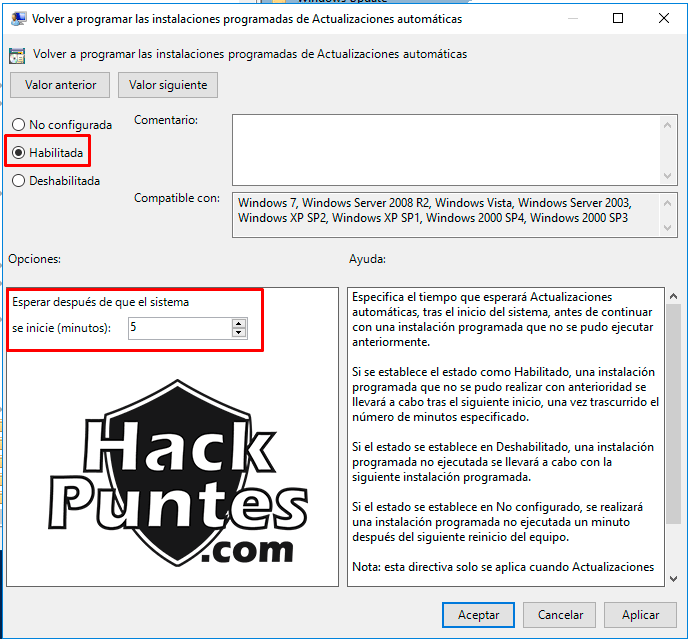 Windows Update
Volver a programar las instalaciones programadas de Actualizaciones automáticas
Volver a programar las instalaciones programadas de Actualizaciones automáticas
Valor anterior
Valor siguiente
No configurada
Comentario:
Habilitada
Deshabilitada
Compatible con:
Windows 7, Windows Server 2008 R2, Windows Vista, Windows Server 2003,
Windows XP SP2, Windows XP SP1, Windows 2000 SP4, Windows 2000 SP3
Opciones:
Ayuda:
Esperar después de que el sistema
se inicie (minutos):
5
Hack
Puntes
.com
Especifica el tiempo que esperará Actualizaciones
automáticas, tras el inicio del sistema, antes de continuar
con una instalación programada que no se pudo ejecutar
anteriormente.
Si se establece el estado como Habilitado, una instalación
programada que no se pudo realizar con anterioridad se
llevará a cabo tras el siguiente inicio, una vez trascurrido el
número de minutos especificado.
Si el estado se establece en Deshabilitado, una instalación
programada no ejecutada se llevará a cabo con la
siguiente instalación programada.
Si el estado se establece en No configurado, se realizará
una instalación programada no ejecutada un minuto
después del siguiente reinicio del equipo.
Nota: esta directiva solo se aplica cuando Actualizaciones
Aceptar
Cancelar
Aplicar